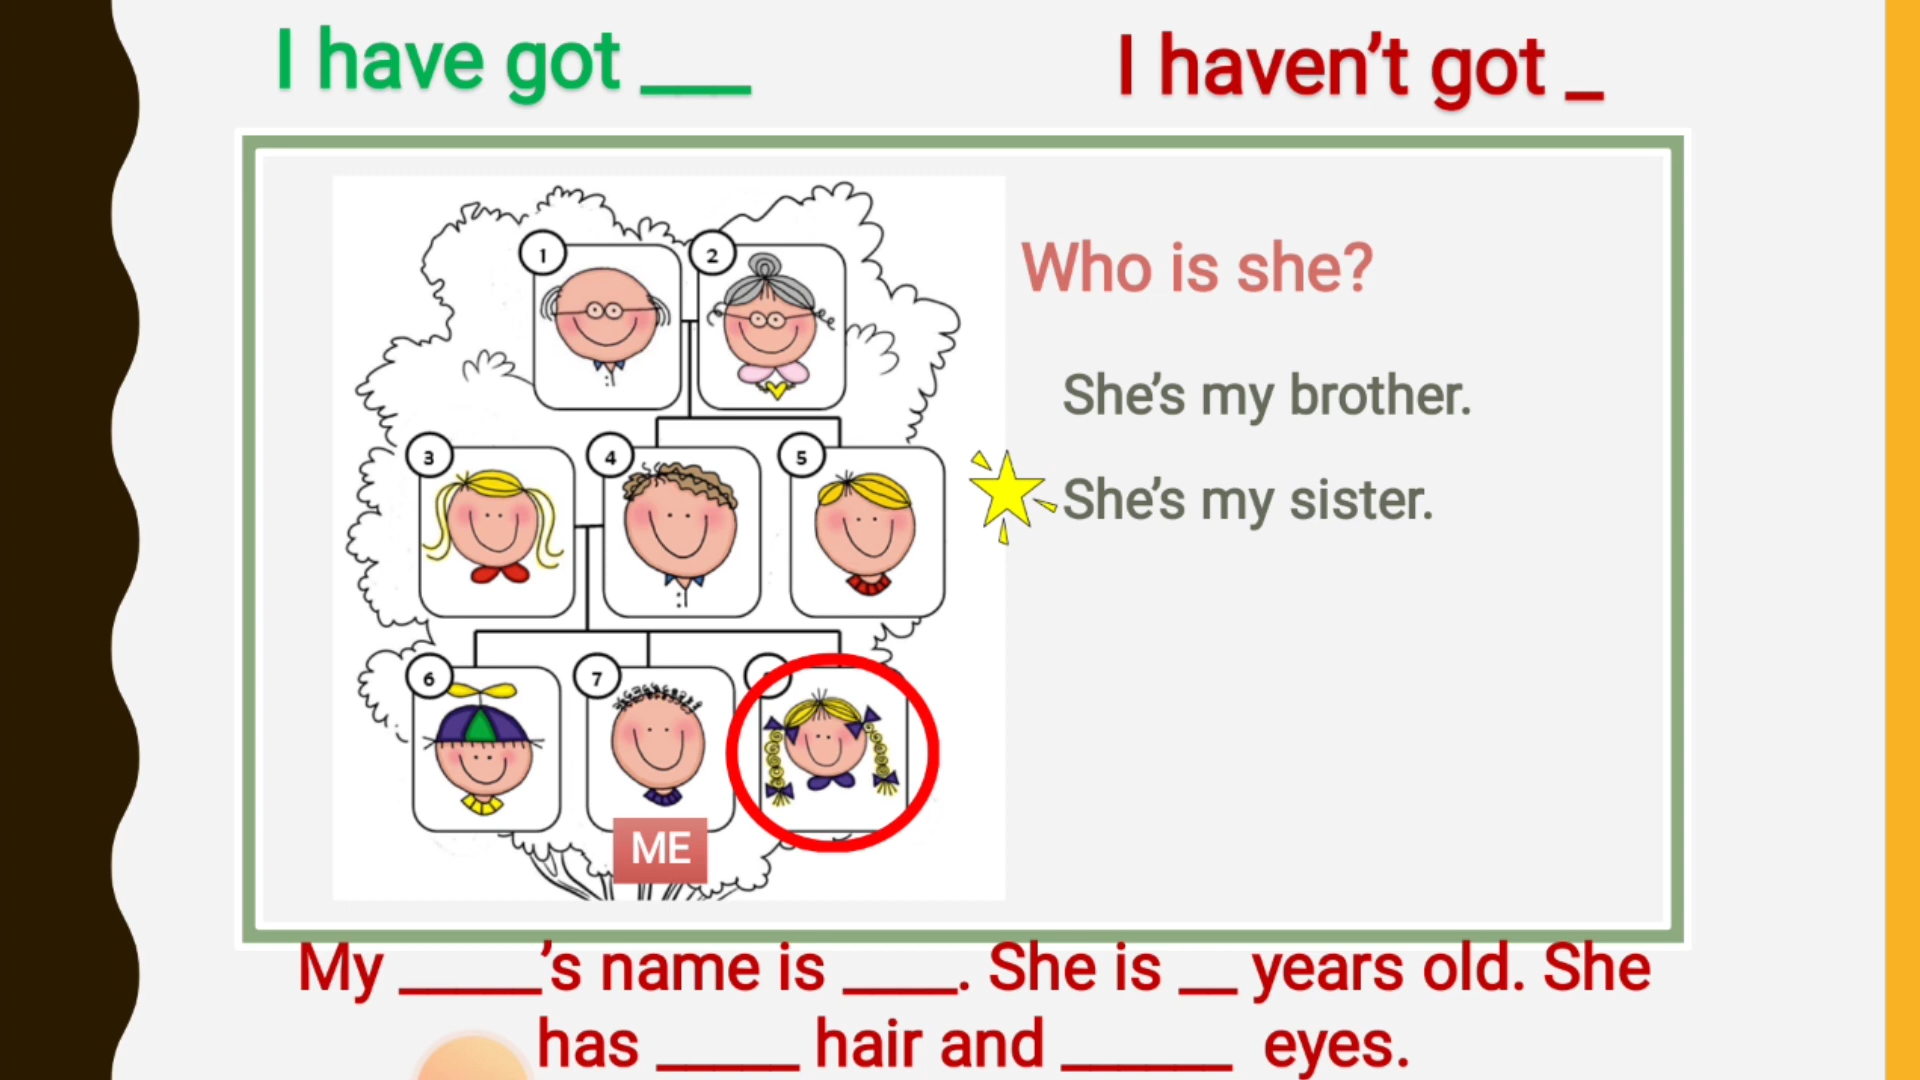 I have got ___
I haven't got _
1
2
Who is she?
She's my brother.
3
4
5
She's my sister.
6
7
ME
My _____'s name is ____. She is __ years old. She
has _____ hair and ______ eyes.